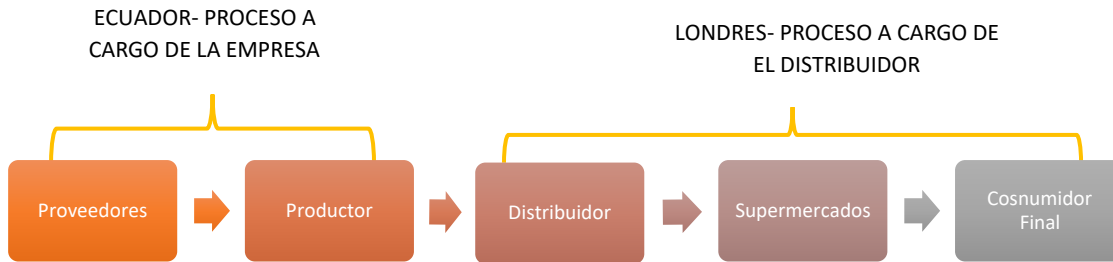 ECUADOR- PROCESO A
CARGO DE LA EMPRESA
LONDRES- PROCESO A CARGO DE
EL DISTRIBUIDOR
Proveedores
Productor
Distribuidor
Supermercados
Cosnumidor
Final